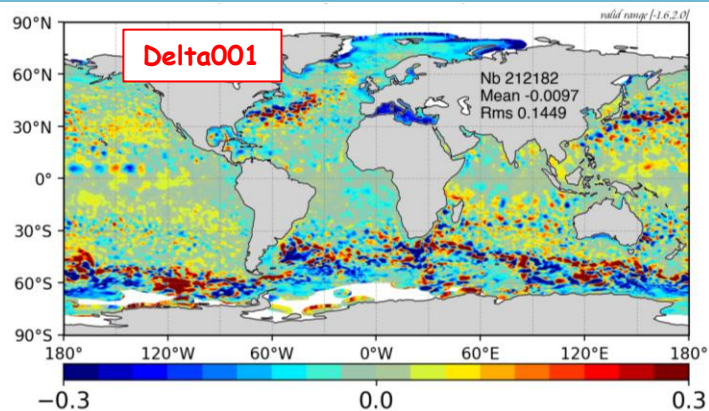 valid range [-1.6,2.0]
Delta001
90°N
60°N
30°N
0°
30°S
60°S
90°S
Nb 212182
Mean -0.0097
Rms 0.1449
180° 120°W 60°W 0°W 60°E 120°E 180°
−0.3 0.0 0.3